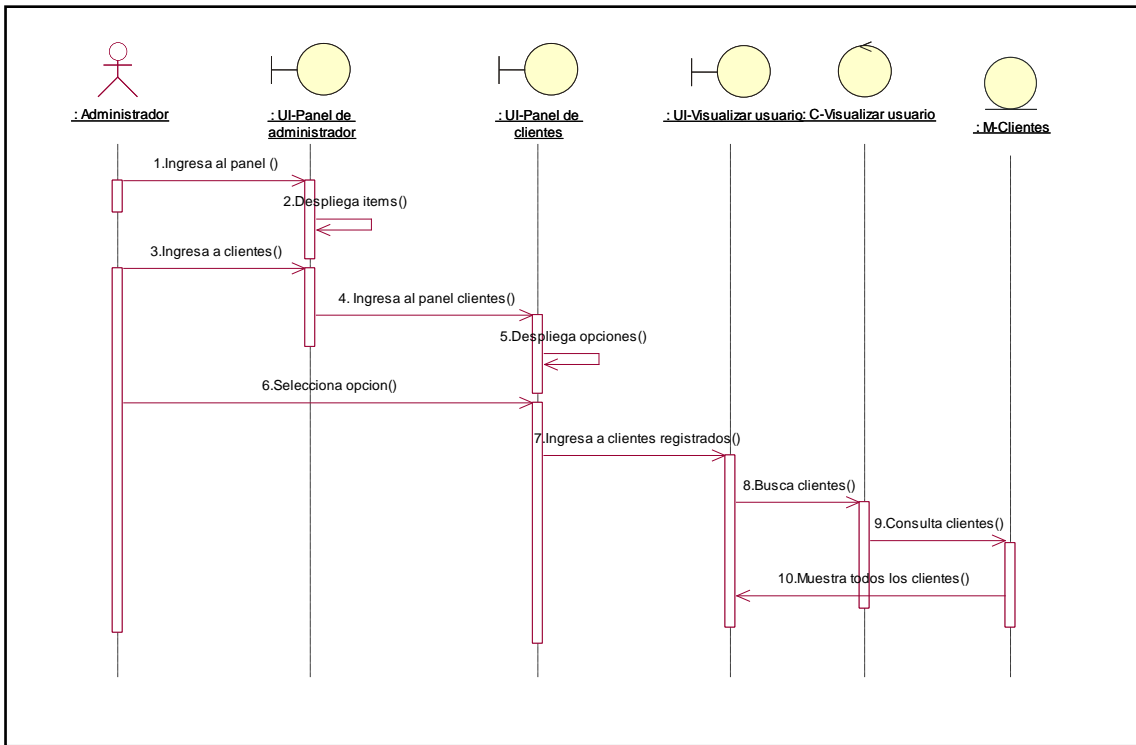 : Administrador
: UI-Panel de
administrador
: UI-Panel de
clientes
: UI-Visualizar usuario
: C-Visualizar usuario
: M-Clientes
1.Ingresa al panel ()
2.Despliega items()
3.Ingresa a clientes()
4. Ingresa al panel clientes()
5.Despliega opciones()
6.Selecciona opcion()
7.Ingresa a clientes registrados()
8.Busca clientes()
9.Consulta clientes()
10.Muestra todos los clientes()